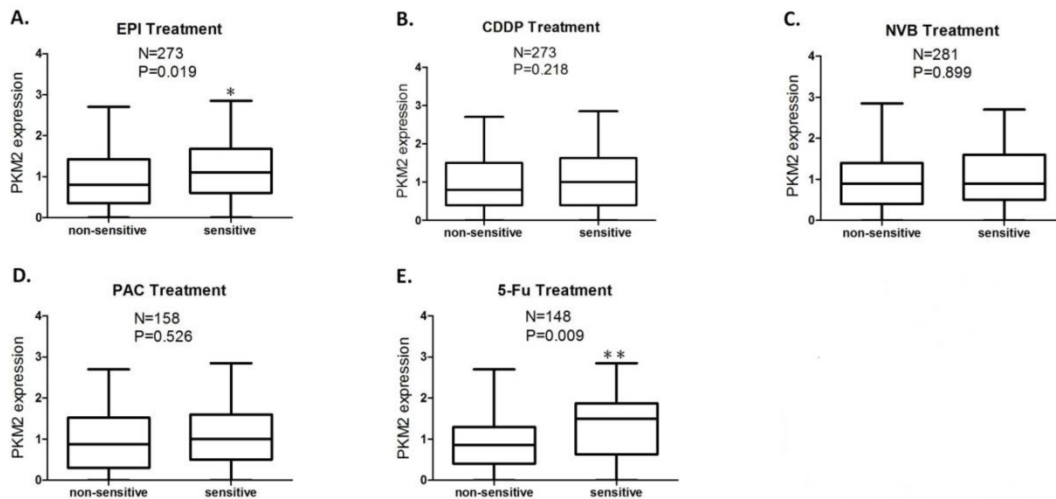 A.
EPI Treatment
N=273
P=0.019
*
PKM2 expression
4
3
2
1
0
non-sensitive
sensitive
B.
CDDP Treatment
N=273
P=0.218
PKM2 expression
4
3
2
1
0
non-sensitive
sensitive
C.
NVB Treatment
N=281
P=0.899
PKM2 expression
4
3
2
1
0
non-sensitive
sensitive
D.
PAC Treatment
N=158
P=0.526
PKM2 expression
4
3
2
1
0
non-sensitive
sensitive
E.
5-Fu Treatment
N=148
P=0.009
**
PKM2 expression
4
3
2
1
0
non-sensitive
sensitive